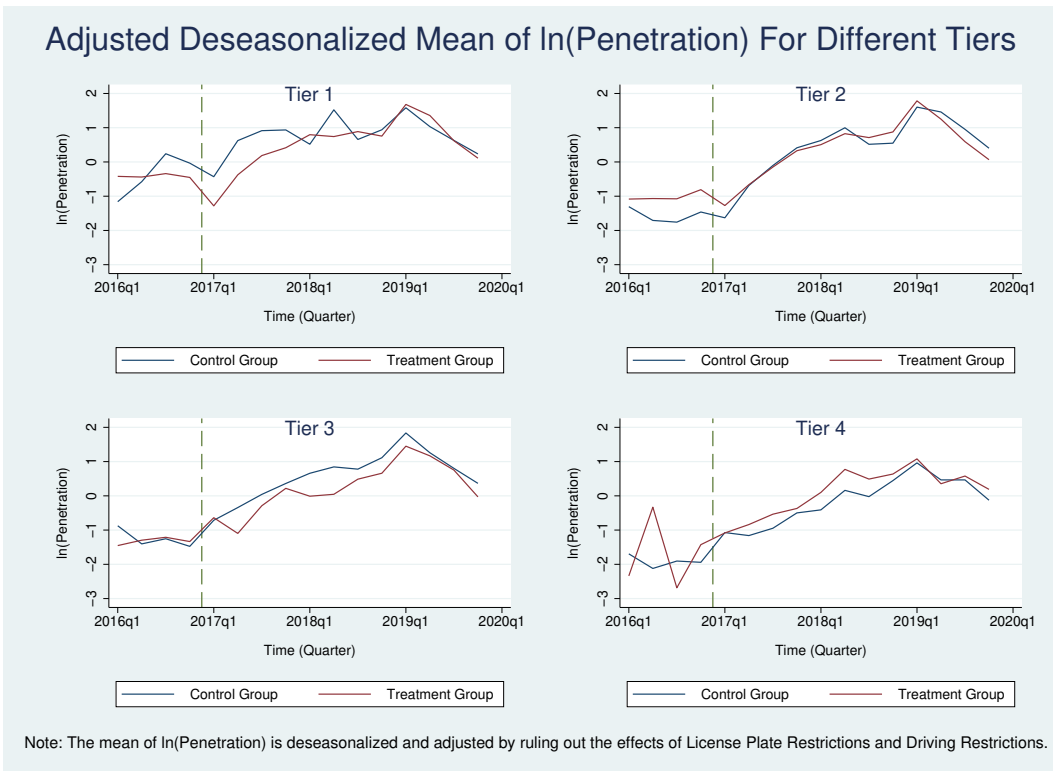 Adjusted Deseasonalized Mean of ln(Penetration) For Different Tiers
Tier 1
ln(Penetration)
2
1
0
−1
−2
−3
2016q1 2017q1 2018q1 2019q1 2020q1
Time (Quarter)
Control Group Treatment Group
Tier 2
ln(Penetration)
2
1
0
−1
−2
−3
2016q1 2017q1 2018q1 2019q1 2020q1
Time (Quarter)
Control Group Treatment Group
Tier 3
ln(Penetration)
2
1
0
−1
−2
−3
2016q1 2017q1 2018q1 2019q1 2020q1
Time (Quarter)
Control Group Treatment Group
Tier 4
ln(Penetration)
2
1
0
−1
−2
−3
2016q1 2017q1 2018q1 2019q1 2020q1
Time (Quarter)
Control Group Treatment Group
Note: The mean of ln(Penetration) is deseasonalized and adjusted by ruling out the effects of License Plate Restrictions and Driving Restrictions.